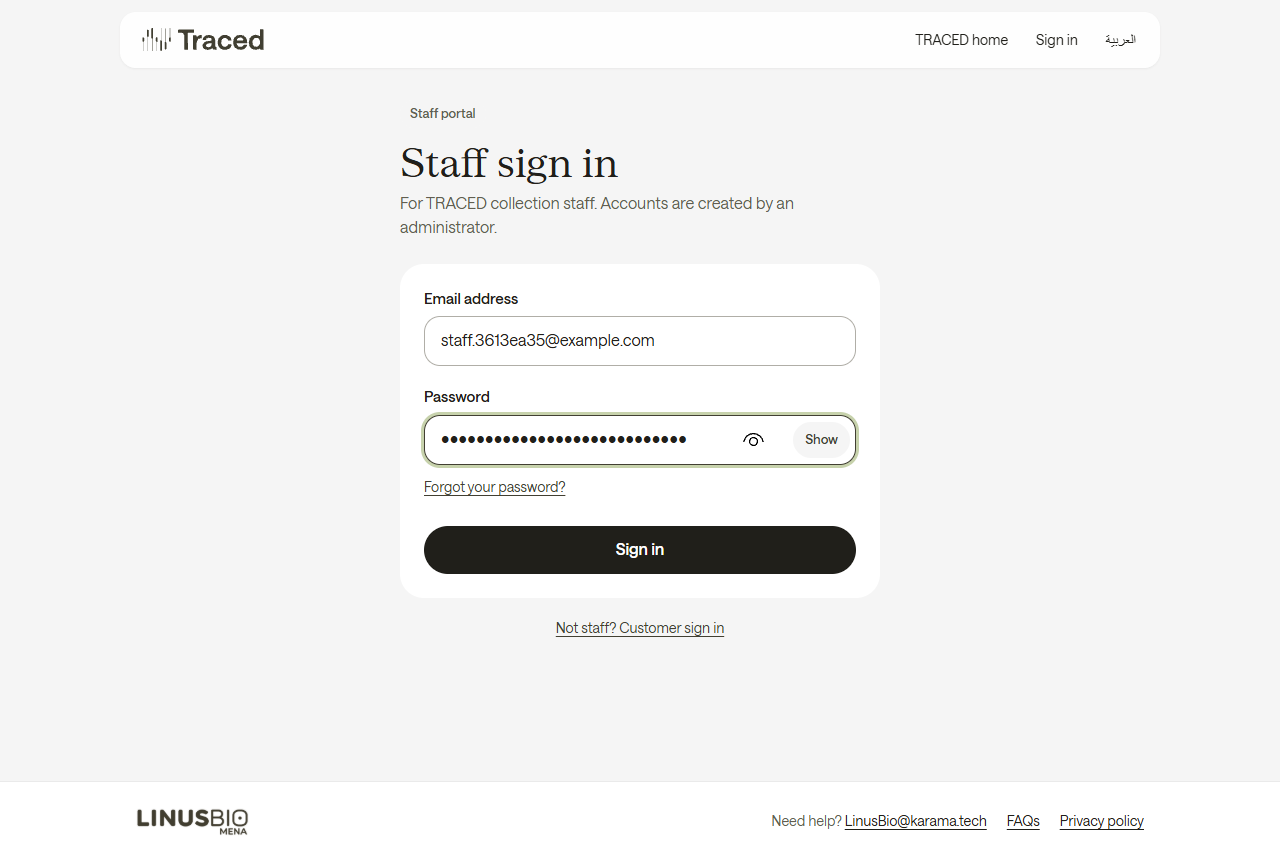 Traced
TRACED home
Sign in
العربية
Staff portal
Staff sign in
For TRACED collection staff. Accounts are created by an
administrator.
Email address
staff.3613ea35@example.com
Password
••••••••••••••••••••••••••••
Show
Forgot your password?
Sign in
Not staff? Customer sign in
LINUSBIO
MENA
Need help? LinusBio@karama.tech
FAQs
Privacy policy